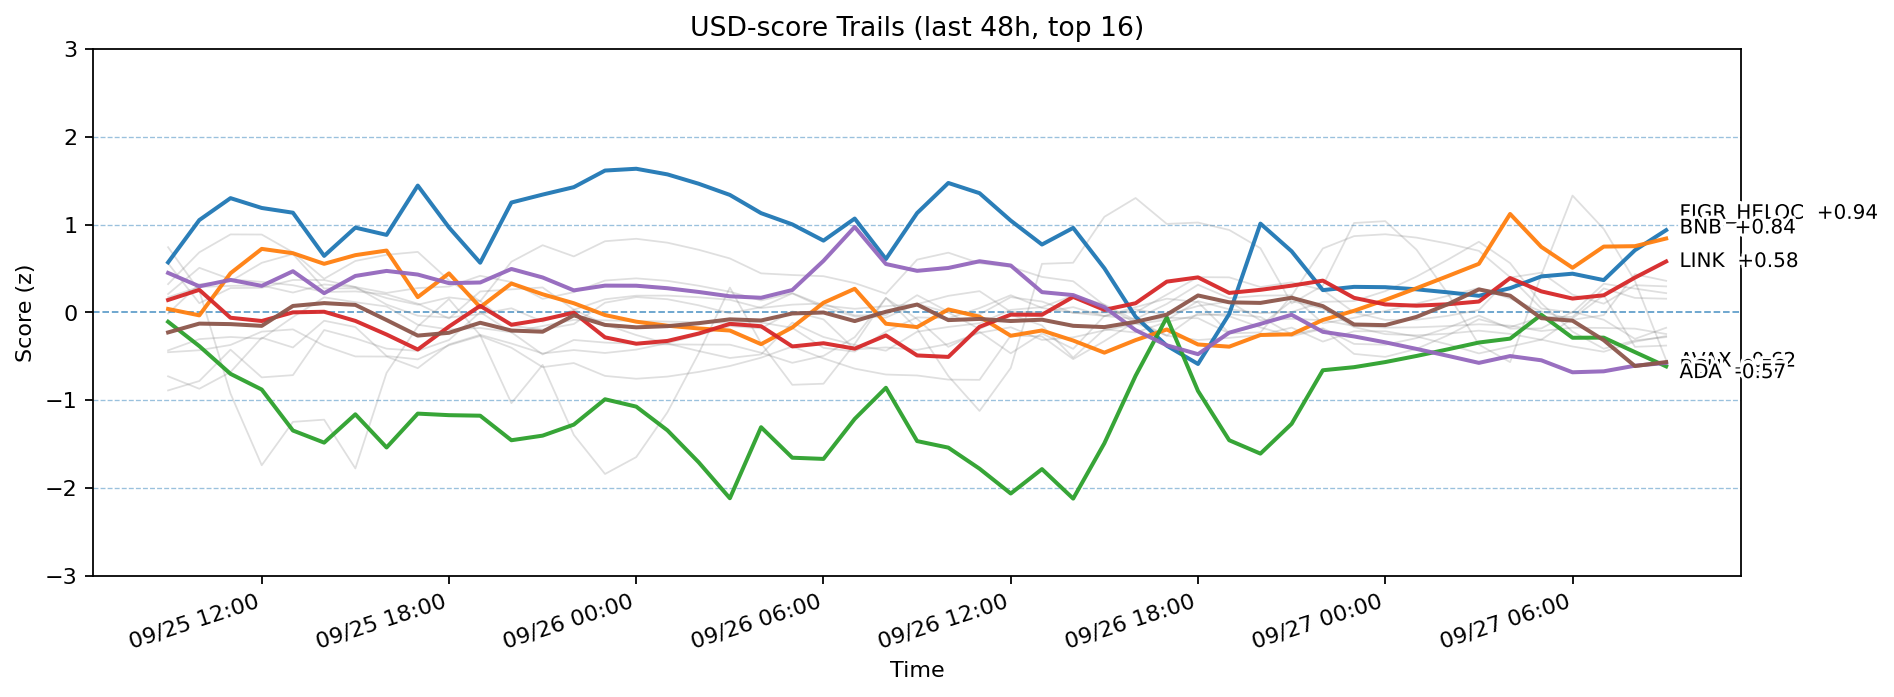 USD-score Trails (last 48h, top 16)
Score (z)
3
2
1
0
−1
−2
−3
FIGR_HELOC +0.94
BNB +0.84
LINK +0.58
AVAX -0.62
ADA -0.57
09/25 12:00
09/25 18:00
09/26 00:00
09/26 06:00
09/26 12:00
09/26 18:00
09/27 00:00
09/27 06:00
Time